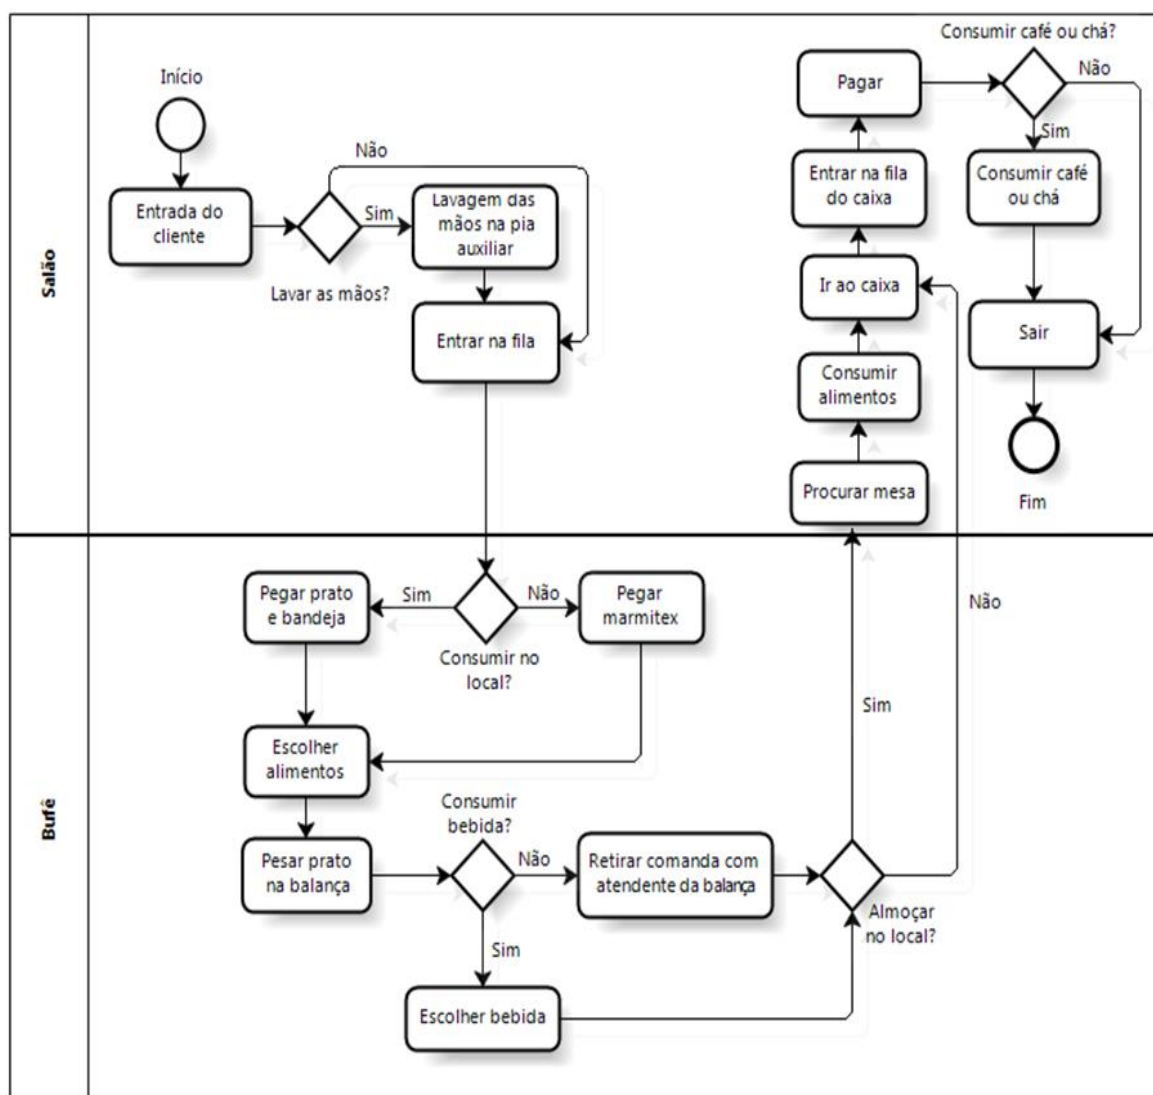 Salão
Início
Entrada do
cliente
Lavar as mãos?
Não
Sim
Lavagem das
mãos na pia
auxiliar
Entrar na fila
Consumir café ou chá?
Pagar
Não
Sim
Entrar na fila
do caixa
Consumir café
ou chá
Ir ao caixa
Sair
Consumir
alimentos
Procurar mesa
Fim
Bufê
Pegar prato
e bandeja
Sim
Não
Pegar
marmitex
Consumir no
local?
Escolher
alimentos
Consumir
bebida?
Pesar prato
na balança
Não
Retirar comanda com
atendente da balança
Sim
Escolher bebida
Almoçar
no local?
Sim
Não